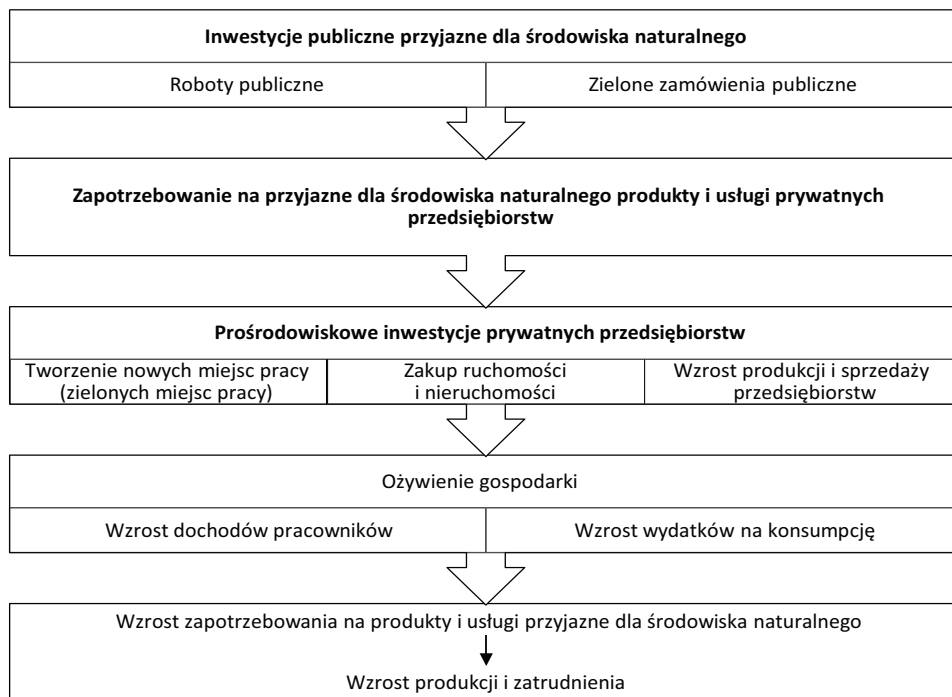 Inwestycje publiczne przyjazne dla środowiska naturalnego
Roboty publiczne
Zielone zamówienia publiczne
Zapotrzebowanie na przyjazne dla środowiska naturalnego produkty i usługi prywatnych
przedsiębiorstw
Prośrodowiskowe inwestycje prywatnych przedsiębiorstw
Tworzenie nowych miejsc pracy
(zielonych miejsc pracy)
Zakup ruchomości
i nieruchomości
Wzrost produkcji i sprzedaży
przedsiębiorstw
Ożywienie gospodarki
Wzrost dochodów pracowników
Wzrost wydatków na konsumpcję
Wzrost zapotrzebowania na produkty i usługi przyjazne dla środowiska naturalnego
Wzrost produkcji i zatrudnienia